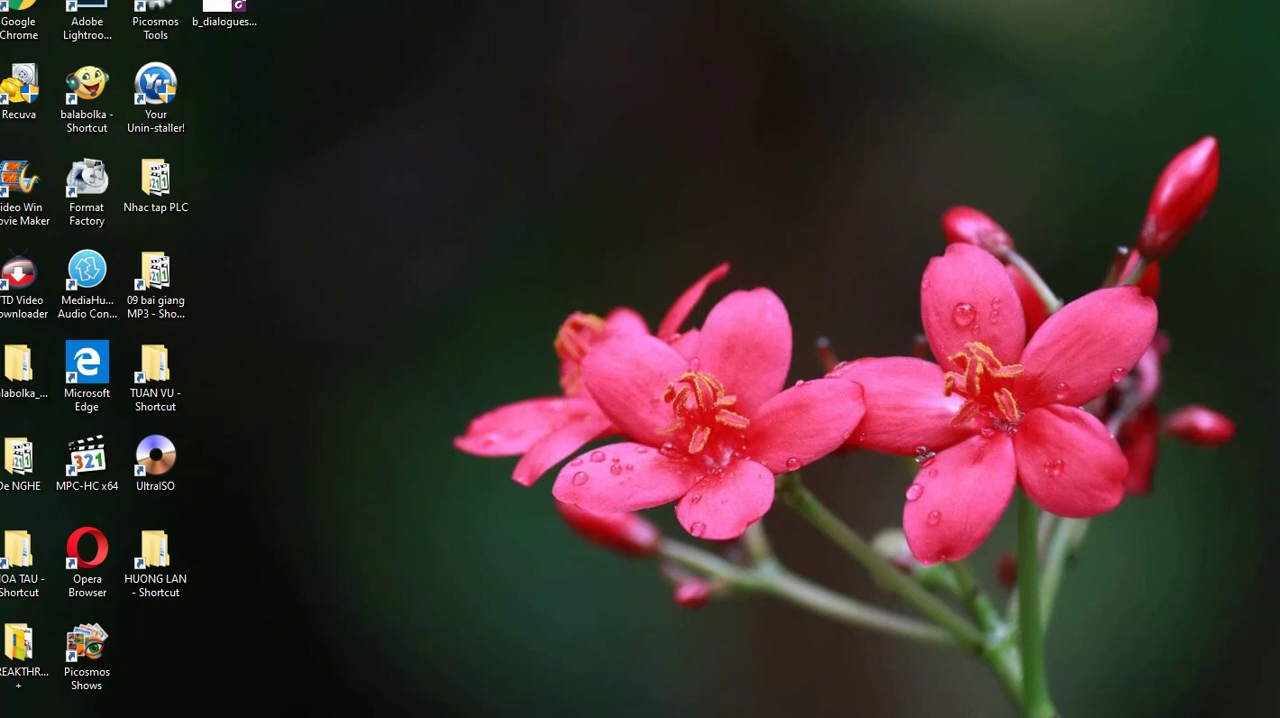 Google
Chrome
Adobe
Lightroo...
Picosmos
Tools
b_dialogues...
Recuva
balabolka -
Shortcut
Your
Unin-staller!
ideo Win
ovie Maker
Format
Factory
Nhac tap PLC
TD Video
ownloader
MediaHu...
Audio Con...
09 bai giang
MP3 - Sho...
alabolka_...
Microsoft
Edge
TUAN VU -
Shortcut
De NGHE
MPC-HC x64
UltraISO
OA TAU -
Shortcut
Opera
Browser
HUONG LAN
- Shortcut
REAKTHR...
+
Picosmos
Shows